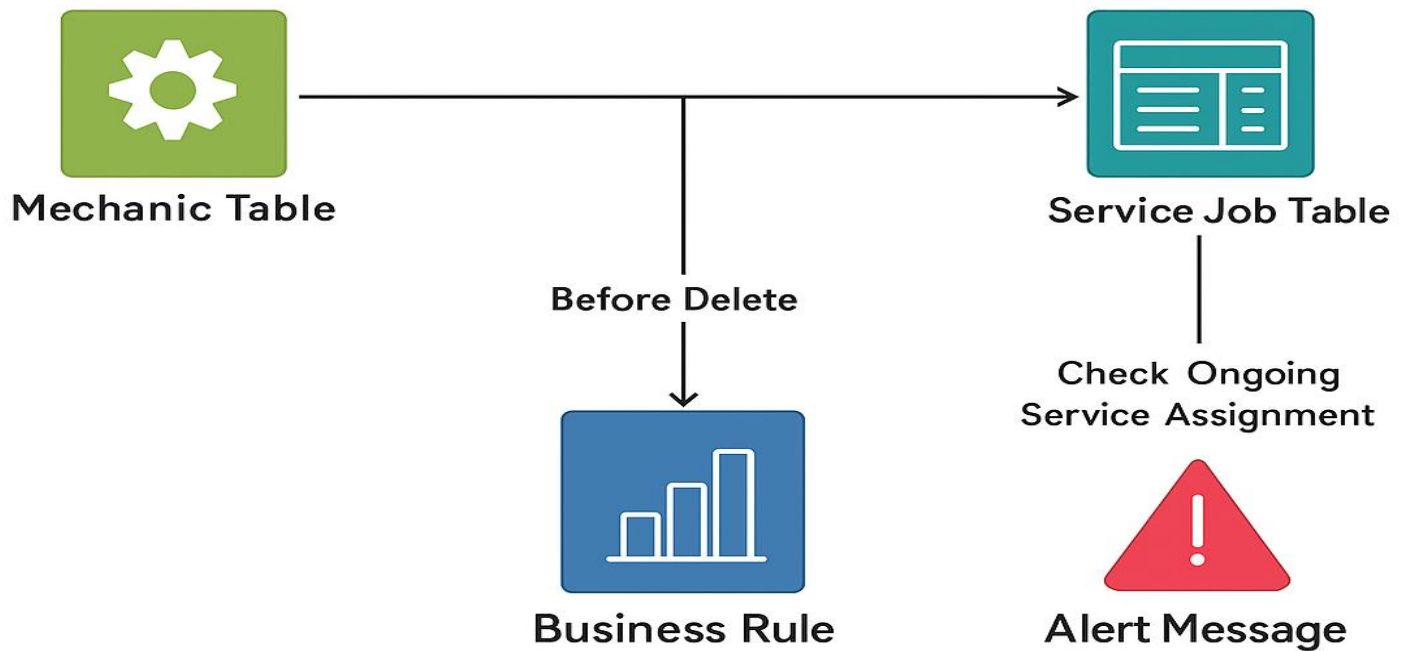 Mechanic Table
Service Job Table
Before Delete
Check Ongoing
Service Assignment
Business Rule
Alert Message